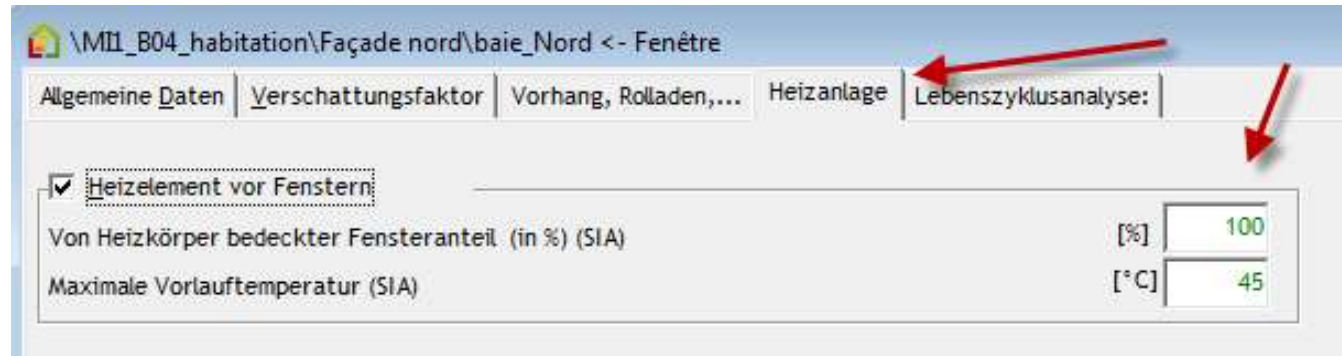 \MI1_B04_habitation\Façade nord\baie_Nord <- Fenêtre
Allgemeine Daten Verschattungsfaktor Vorhang, Rolladen,... Heizanlage Lebenszyklusanalyse:
Heizelement vor Fenstern
Von Heizkörper bedeckter Fensteranteil (in %) (SIA) [%] 100
Maximale Vorlauftemperatur (SIA) [°C] 45